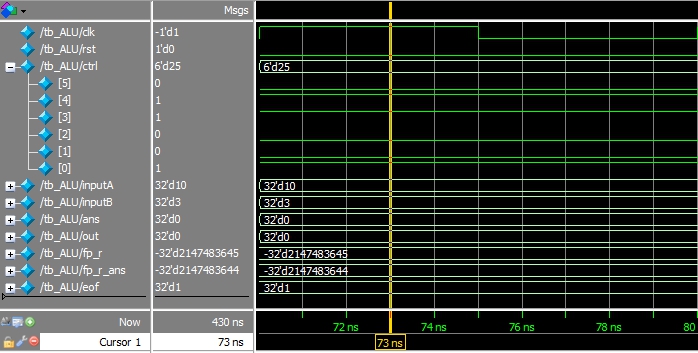 Msgs
/tb_ALU/clk -1'd1
/tb_ALU/rst 1'd0
/tb_ALU/ctrl 6'd25 6'd25
[5] 0
[4] 1
[3] 1
[2] 0
[1] 0
[0] 1
/tb_ALU/inputA 32'd10 32'd10
/tb_ALU/inputB 32'd3 32'd3
/tb_ALU/ans 32'd0 32'd0
/tb_ALU/out 32'd0 32'd0
/tb_ALU/fp_r -32'd2147483645 -32'd2147483645
/tb_ALU/fp_r_ans -32'd2147483644 -32'd2147483644
/tb_ALU/eof 32'd1 32'd1
Now 430 ns 72 ns 74 ns 76 ns 78 ns 80
Cursor 1 73 ns 73 ns